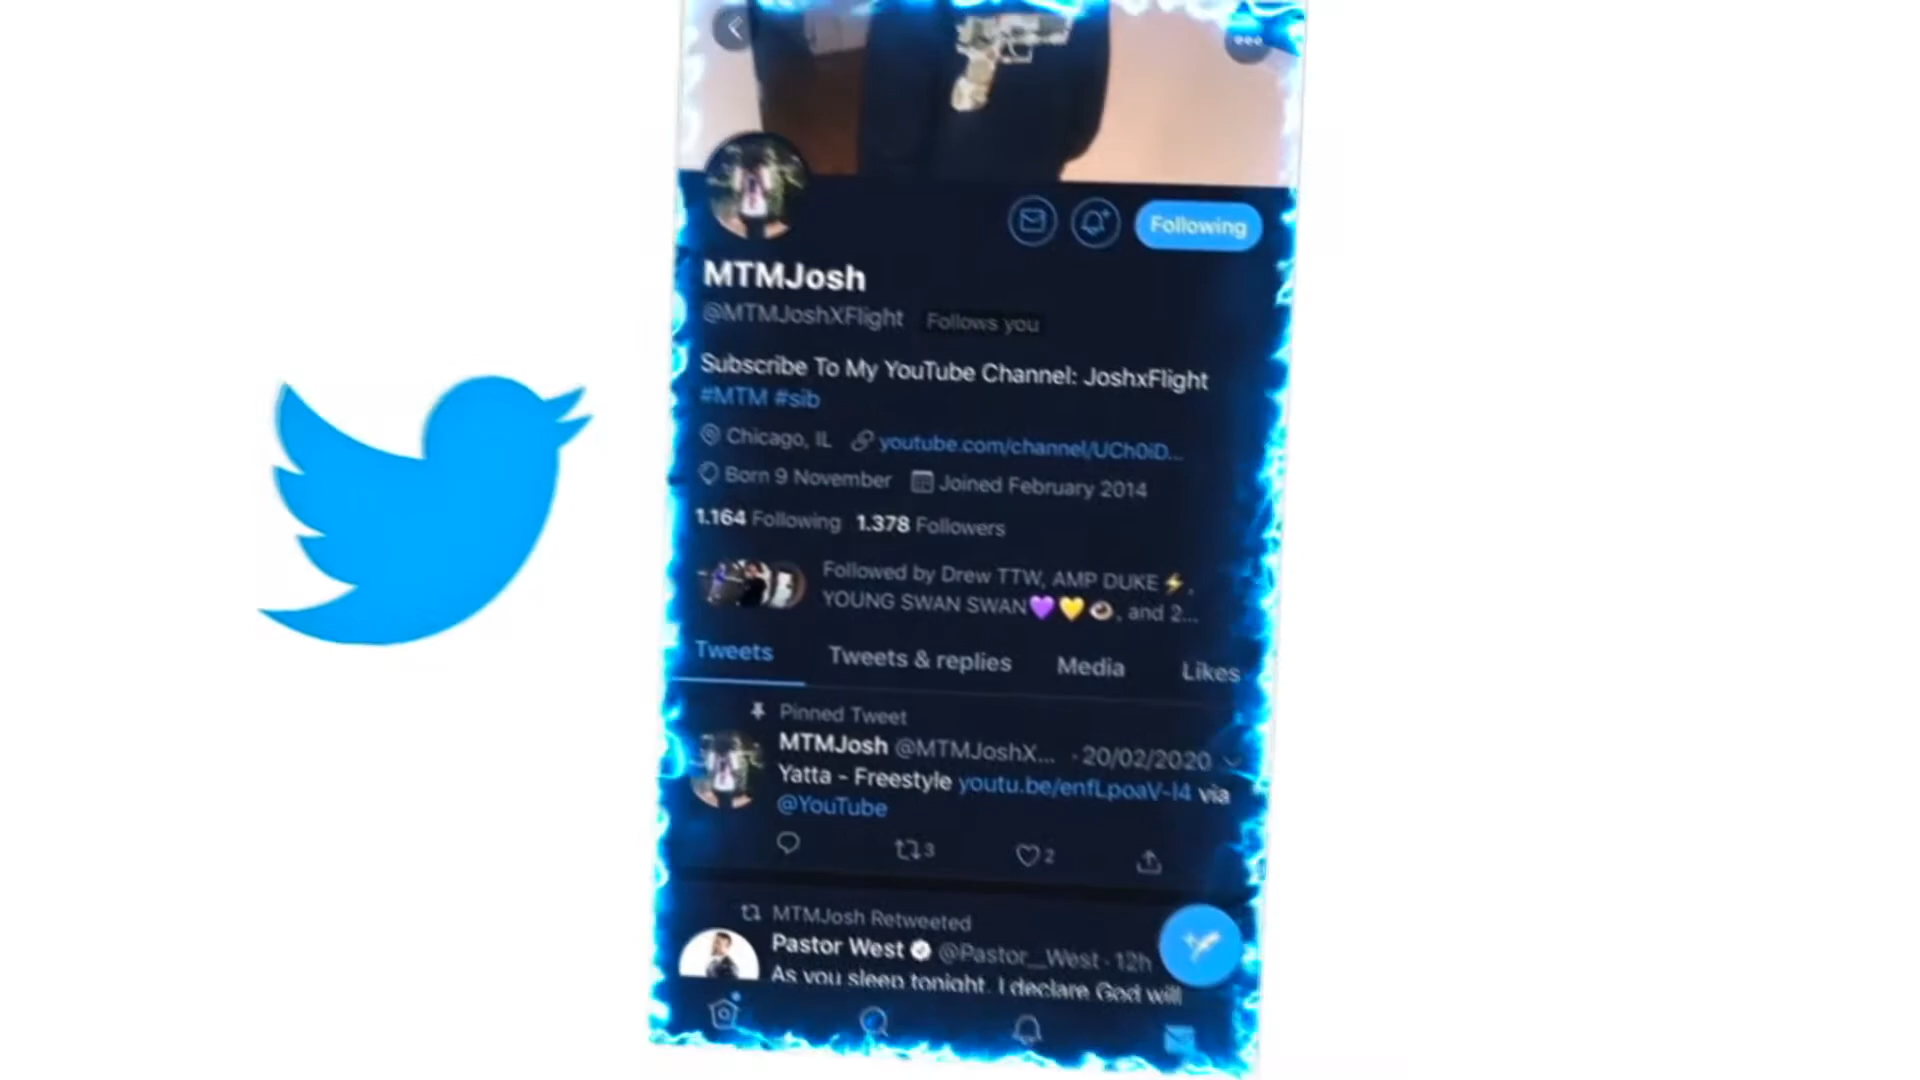 Following
MTMJosh
@MTMJoshXFlight Follows you
Subscribe To My YouTube Channel: JoshxFlight
#MTM #sib
Chicago, IL youtube.com/channel/UCh0iD...
Born 9 November Joined February 2014
1.164 Following 1.378 Followers
Followed by Drew TTW, AMP DUKE⚡,
YOUNG SWAN SWAN💜💛👁, and 2...
Tweets Tweets & replies Media Likes
Pinned Tweet
MTMJosh @MTMJoshX... · 20/02/2020
Yatta - Freestyle youtu.be/enfLpoaV-I4 via
@YouTube
3 2
MTMJosh Retweeted
Pastor West @Pastor__West · 12h
As you sleep tonight, I declare God will